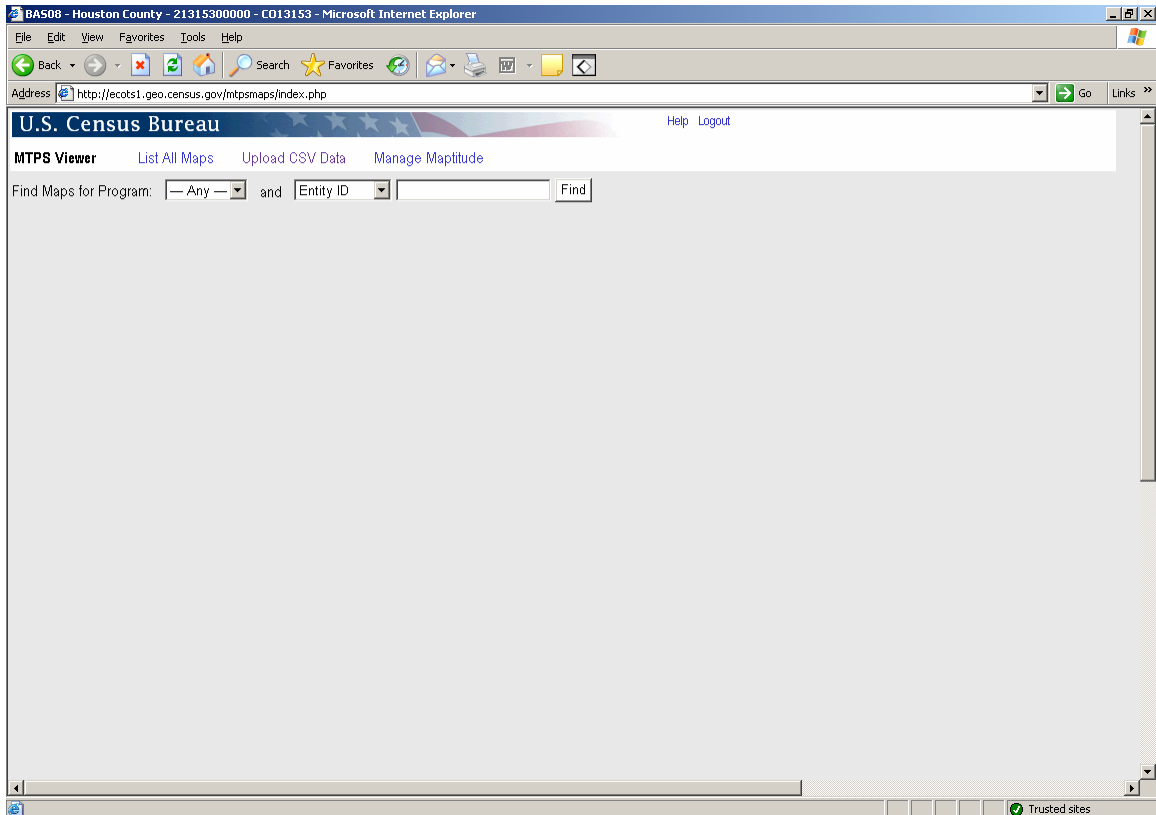 BAS08 - Houston County - 21315300000 - CO13153 - Microsoft Internet Explorer
File Edit View Favorites Tools Help
Back Search Favorites
Address http://ecots1.geo.census.gov/mtpsmaps/index.php Go Links »
U.S. Census Bureau Help Logout
MTPS Viewer List All Maps Upload CSV Data Manage Maptitude
Find Maps for Program: — Any — and Entity ID Find
Trusted sites